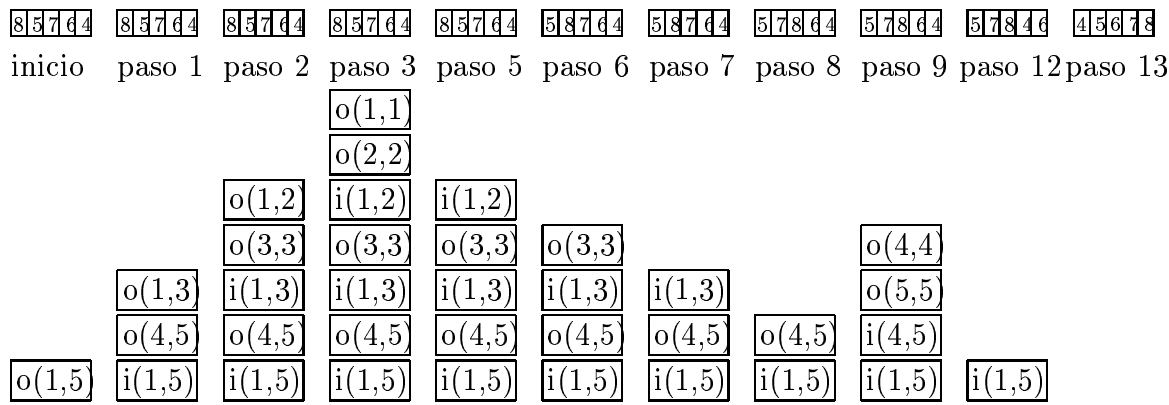 8 5 7 6 4 8 5 7 6 4 8 5 7 6 4 8 5 7 6 4 8 5 7 6 4 5 8 7 6 4 5 8 7 6 4 5 7 8 6 4 5 7 8 6 4 5 7 8 4 6 4 5 6 7 8
inicio paso 1 paso 2 paso 3 paso 5 paso 6 paso 7 paso 8 paso 9 paso 12 paso 13
o(1,1)
o(2,2)
o(1,2) i(1,2) i(1,2)
o(3,3) o(3,3) o(3,3) o(3,3) o(4,4)
o(1,3) i(1,3) i(1,3) i(1,3) i(1,3) i(1,3) o(5,5)
o(4,5) o(4,5) o(4,5) o(4,5) o(4,5) o(4,5) o(4,5) i(4,5)
o(1,5) i(1,5) i(1,5) i(1,5) i(1,5) i(1,5) i(1,5) i(1,5) i(1,5) i(1,5)